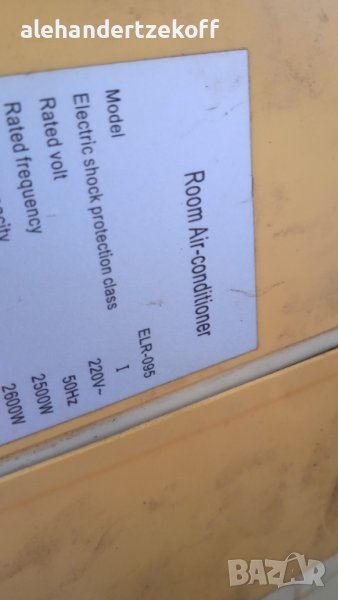 alehandertzekoff
Room Air-conditioner
Model ELR-095
Electric shock protection class I
Rated volt 220V~
Rated frequency 50Hz
2500W
2600W
BAZAR